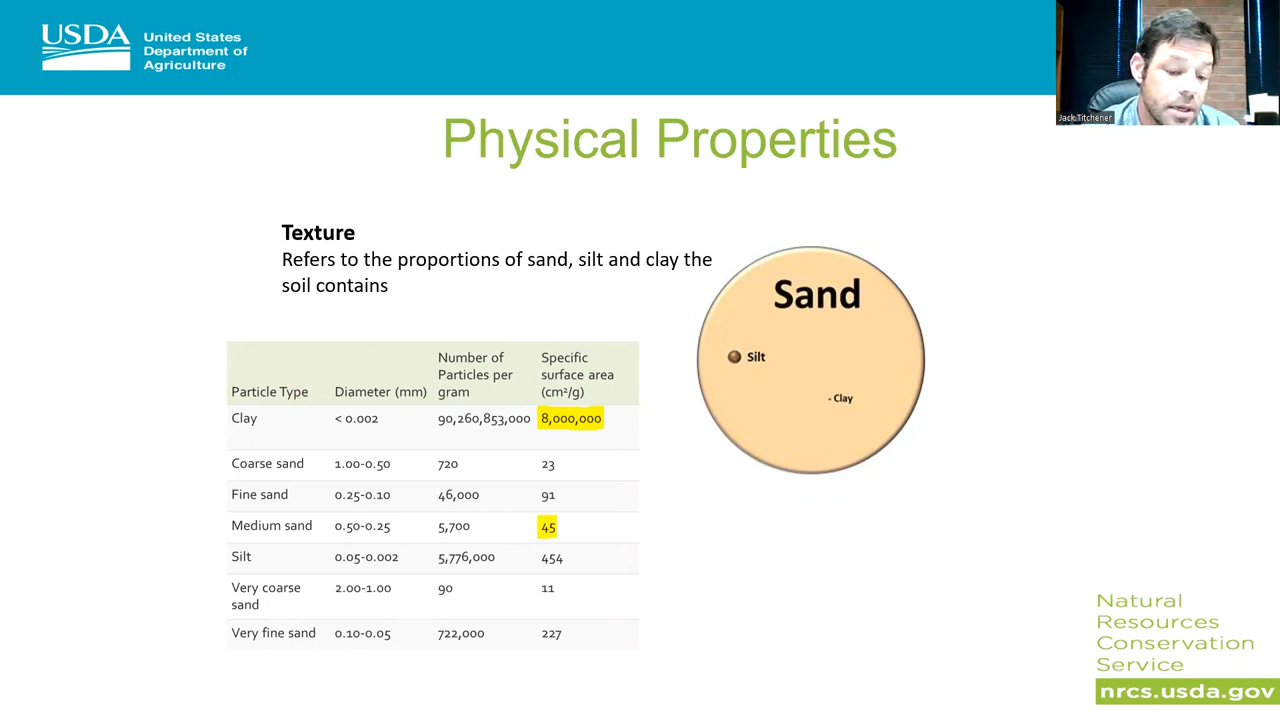 USDA
United States
Department of
Agriculture
Jack Titchener
Physical Properties
Texture
Refers to the proportions of sand, silt and clay the
soil contains
Particle Type Diameter (mm) Number of Particles per gram Specific surface area (cm²/g)
Clay < 0.002 90,260,853,000 8,000,000
Coarse sand 1.00-0.50 720 23
Fine sand 0.25-0.10 46,000 91
Medium sand 0.50-0.25 5,700 45
Silt 0.05-0.002 5,776,000 454
Very coarse sand 2.00-1.00 90 11
Very fine sand 0.10-0.05 722,000 227
Sand
Silt
- Clay
Natural
Resources
Conservation
Service
nrcs.usda.gov